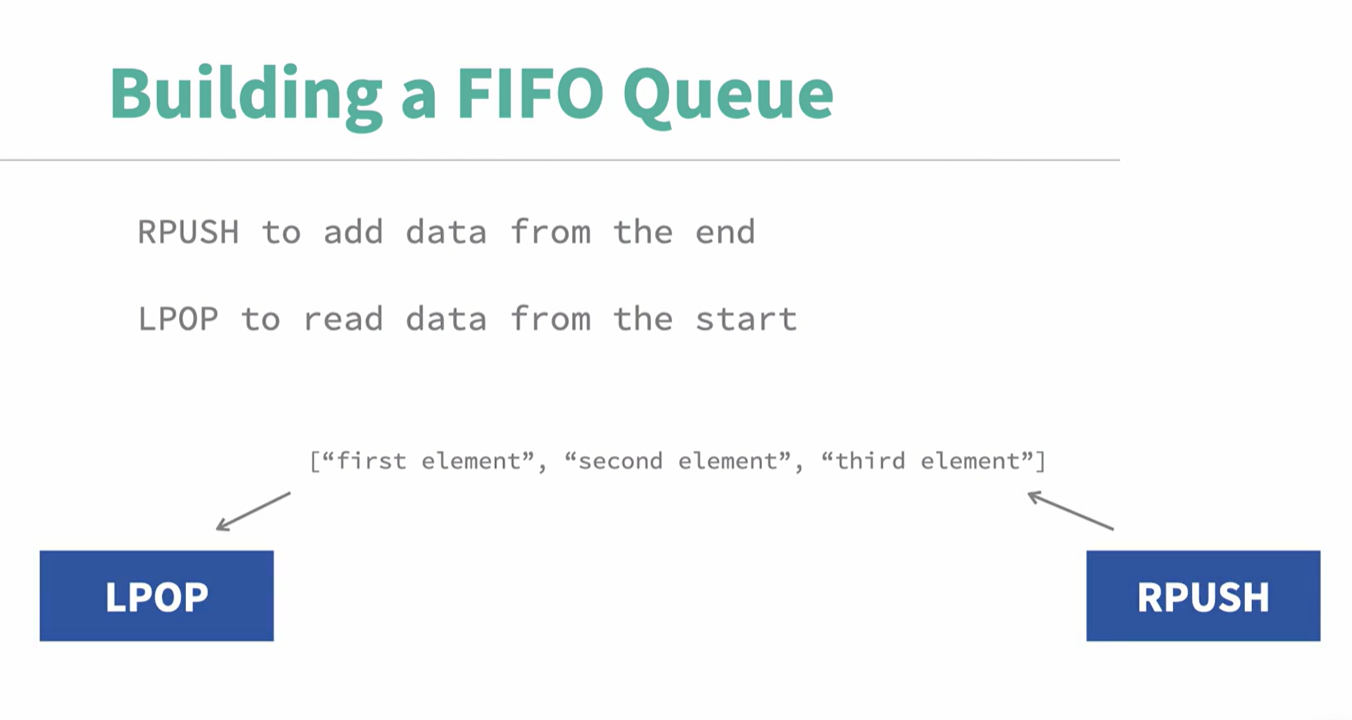 Building a FIFO Queue
RPUSH to add data from the end
LPOP to read data from the start
[“first element”, “second element”, “third element”]
LPOP
RPUSH